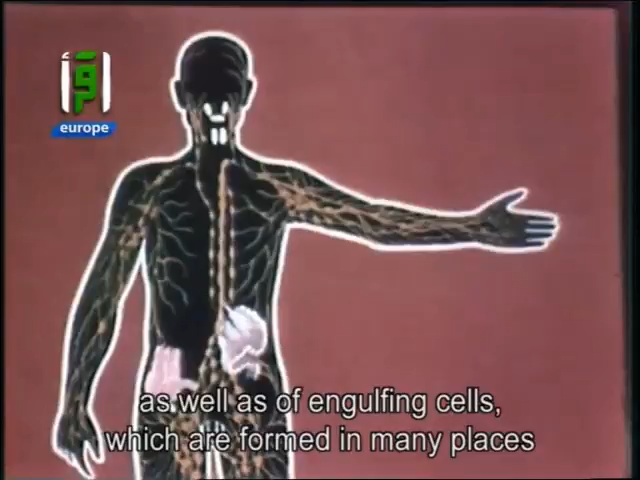 اقرأ
europe
as well as of engulfing cells,
which are formed in many places